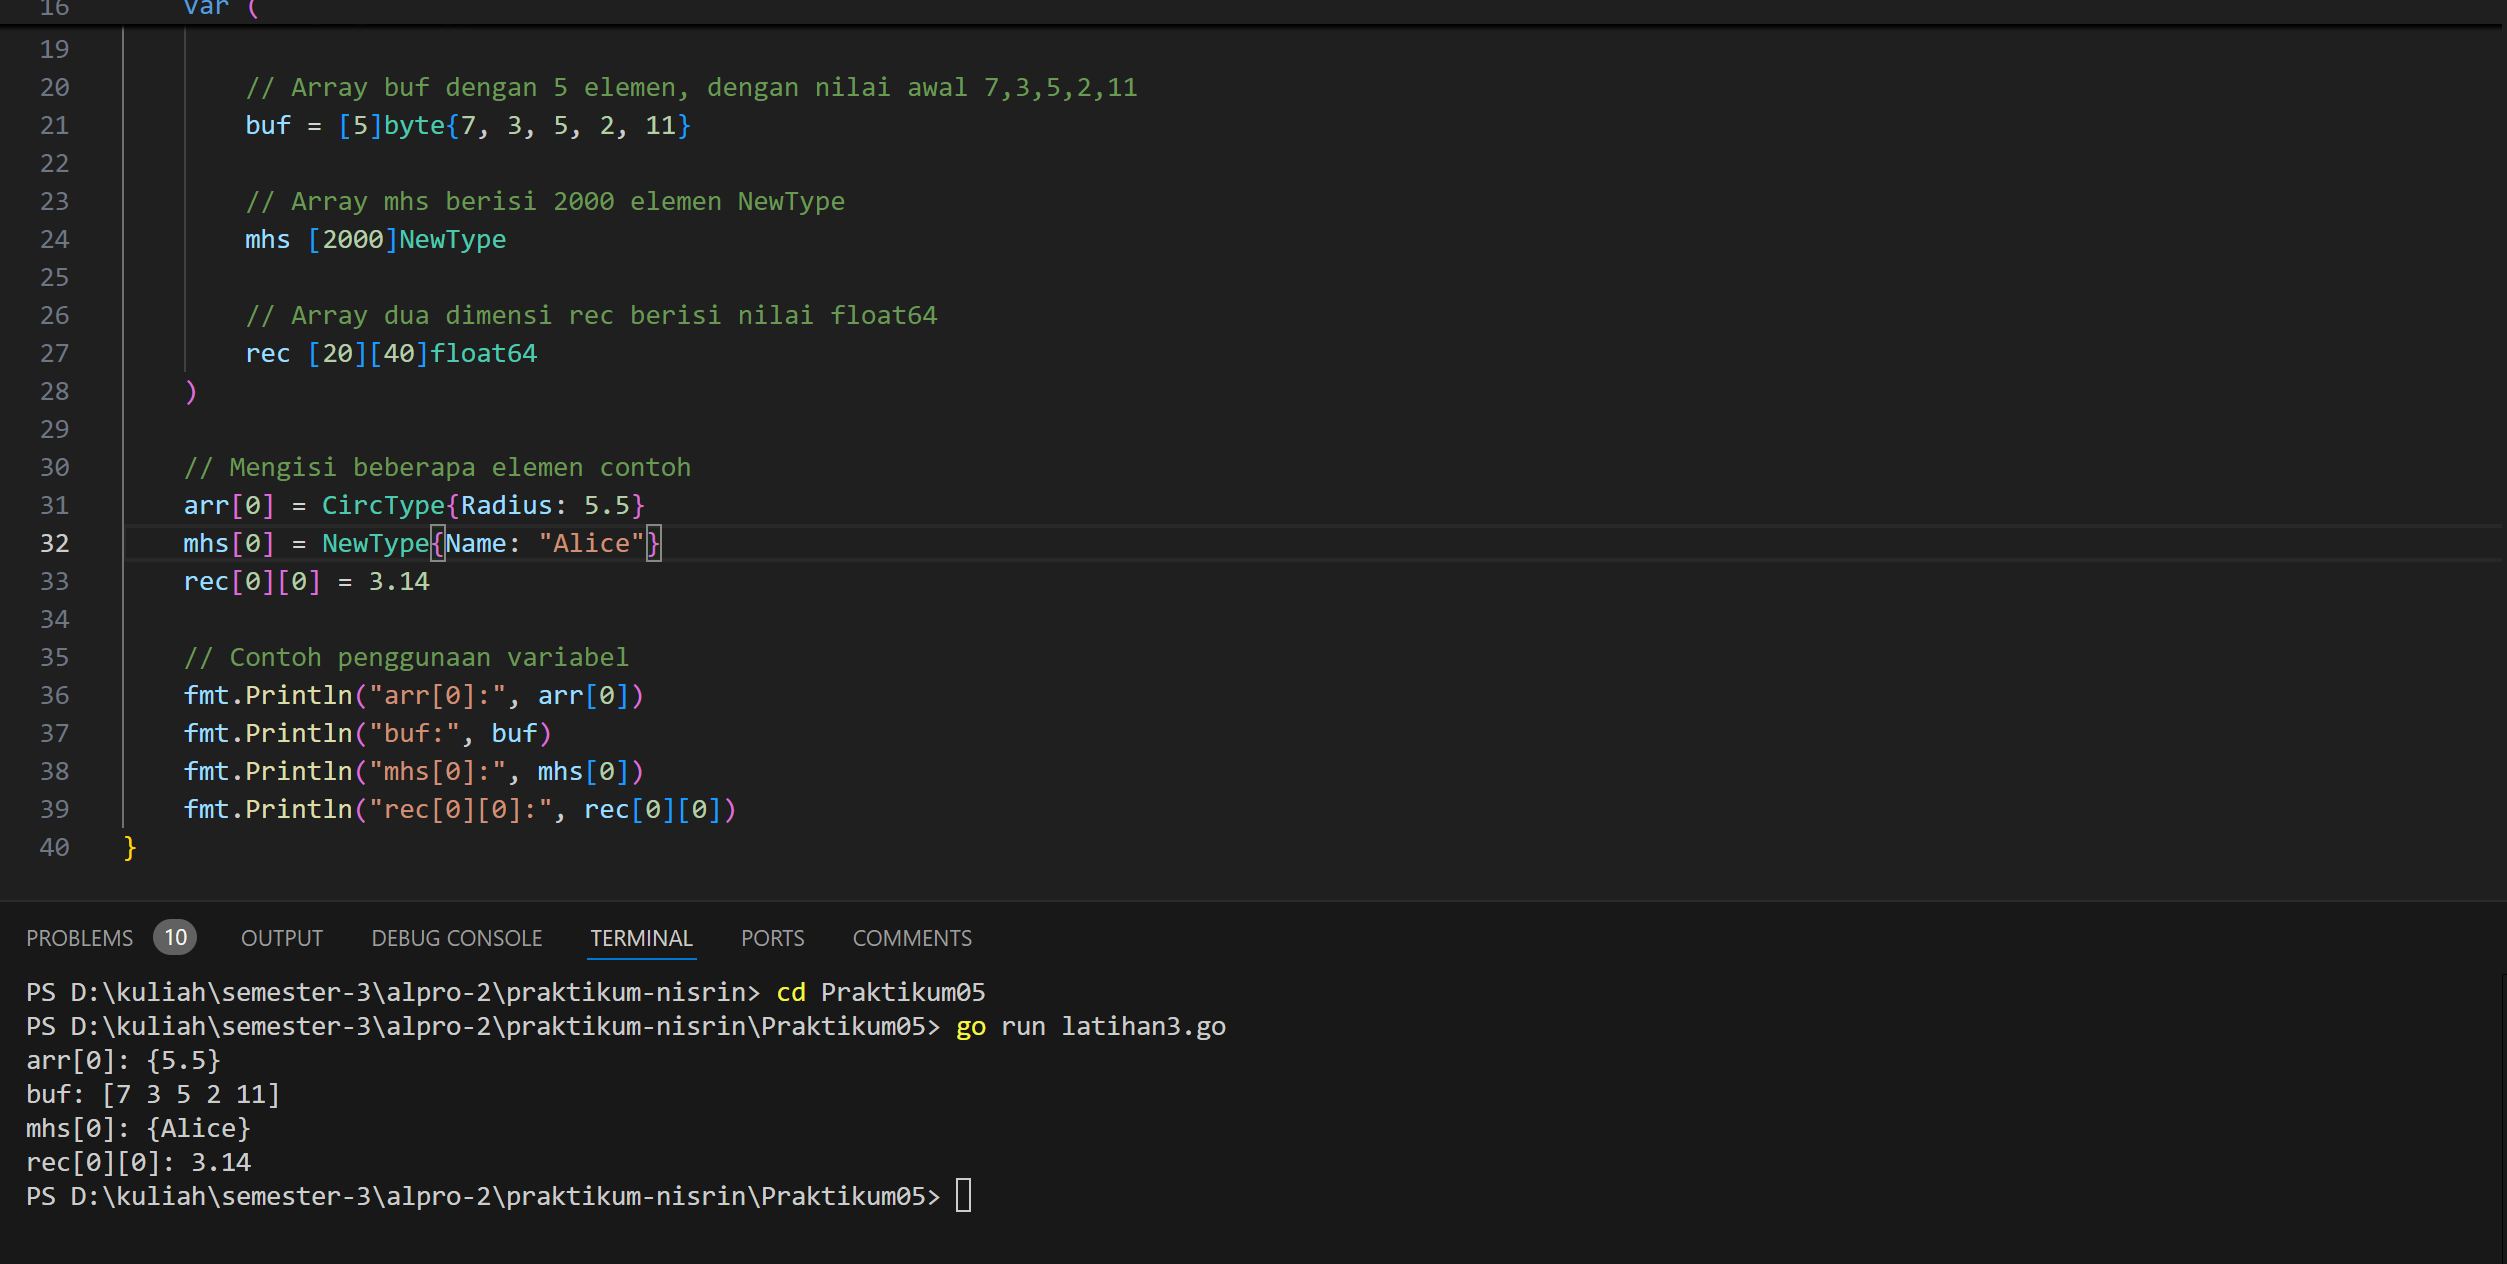 16 var (
19
20 // Array buf dengan 5 elemen, dengan nilai awal 7,3,5,2,11
21 buf = [5]byte{7, 3, 5, 2, 11}
22
23 // Array mhs berisi 2000 elemen NewType
24 mhs [2000]NewType
25
26 // Array dua dimensi rec berisi nilai float64
27 rec [20][40]float64
28 )
29
30 // Mengisi beberapa elemen contoh
31 arr[0] = CircType{Radius: 5.5}
32 mhs[0] = NewType{Name: "Alice"}
33 rec[0][0] = 3.14
34
35 // Contoh penggunaan variabel
36 fmt.Println("arr[0]:", arr[0])
37 fmt.Println("buf:", buf)
38 fmt.Println("mhs[0]:", mhs[0])
39 fmt.Println("rec[0][0]:", rec[0][0])
40 }
PROBLEMS 10 OUTPUT DEBUG CONSOLE TERMINAL PORTS COMMENTS
PS D:\kuliah\semester-3\alpro-2\praktikum-nisrin> cd Praktikum05
PS D:\kuliah\semester-3\alpro-2\praktikum-nisrin\Praktikum05> go run latihan3.go
arr[0]: {5.5}
buf: [7 3 5 2 11]
mhs[0]: {Alice}
rec[0][0]: 3.14
PS D:\kuliah\semester-3\alpro-2\praktikum-nisrin\Praktikum05>